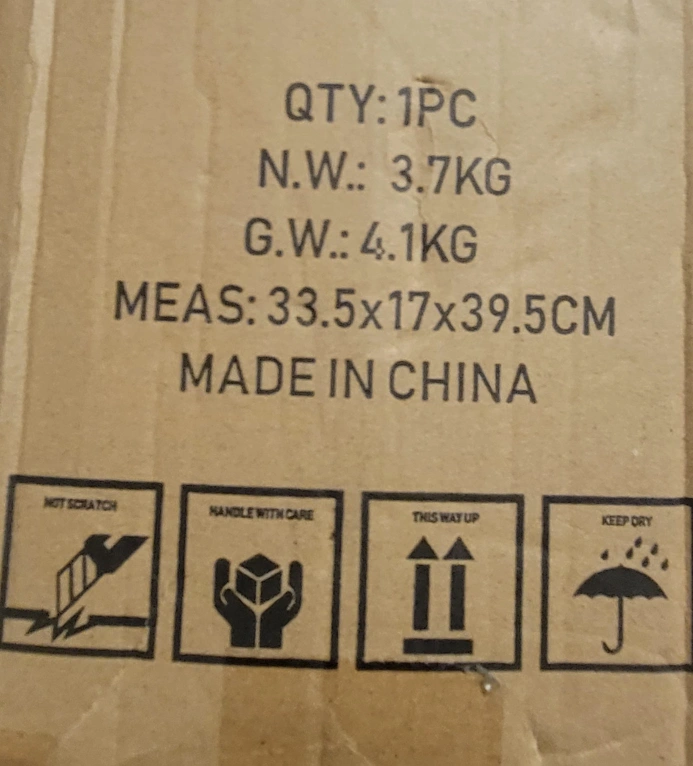 QTY: 1PC
N.W.: 3.7KG
G.W.: 4.1KG
MEAS: 33.5x17x39.5CM
MADE IN CHINA
NOT SCRATCH
HANDLE WITH CARE
THIS WAY UP
KEEP DRY